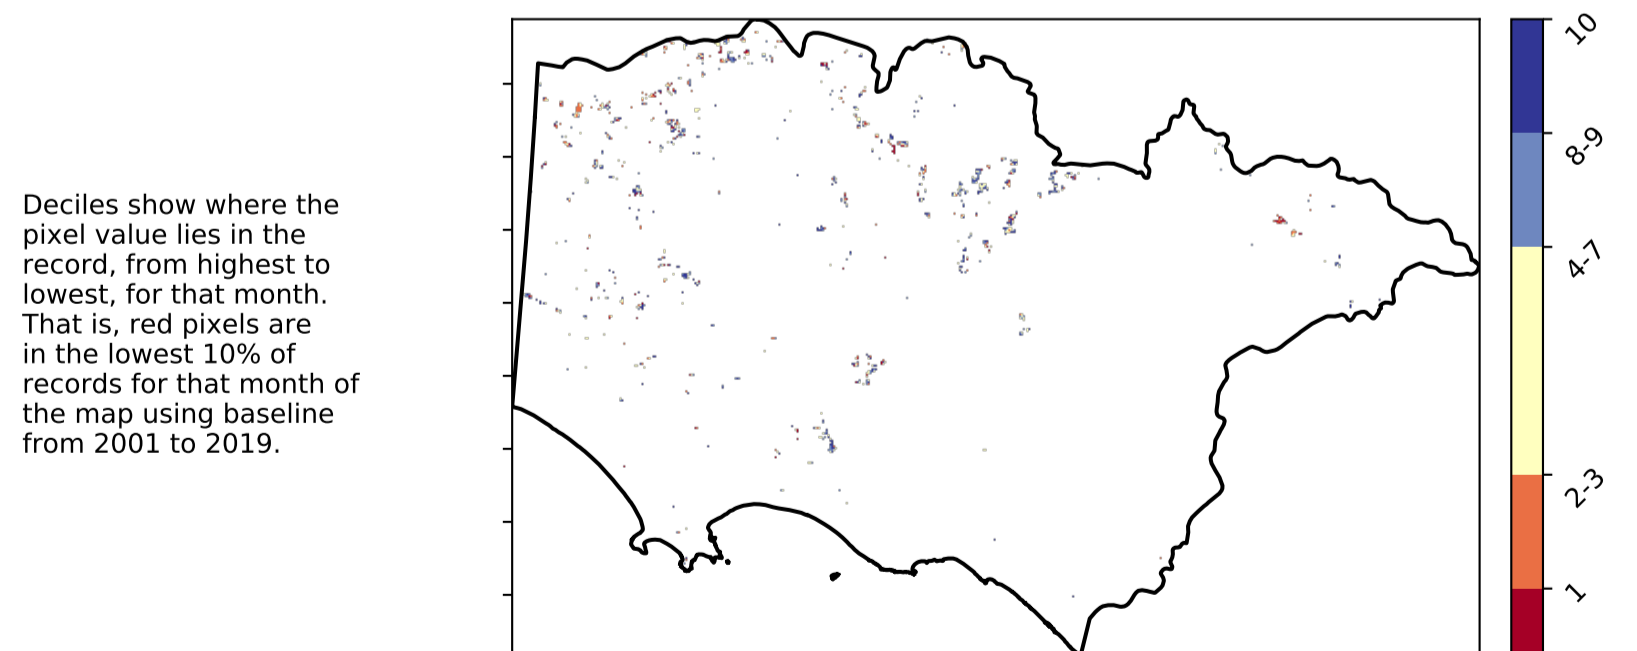 Deciles show where the
pixel value lies in the
record, from highest to
lowest, for that month.
That is, red pixels are
in the lowest 10% of
records for that month of
the map using baseline
from 2001 to 2019.
10
8-9
4-7
2-3
1